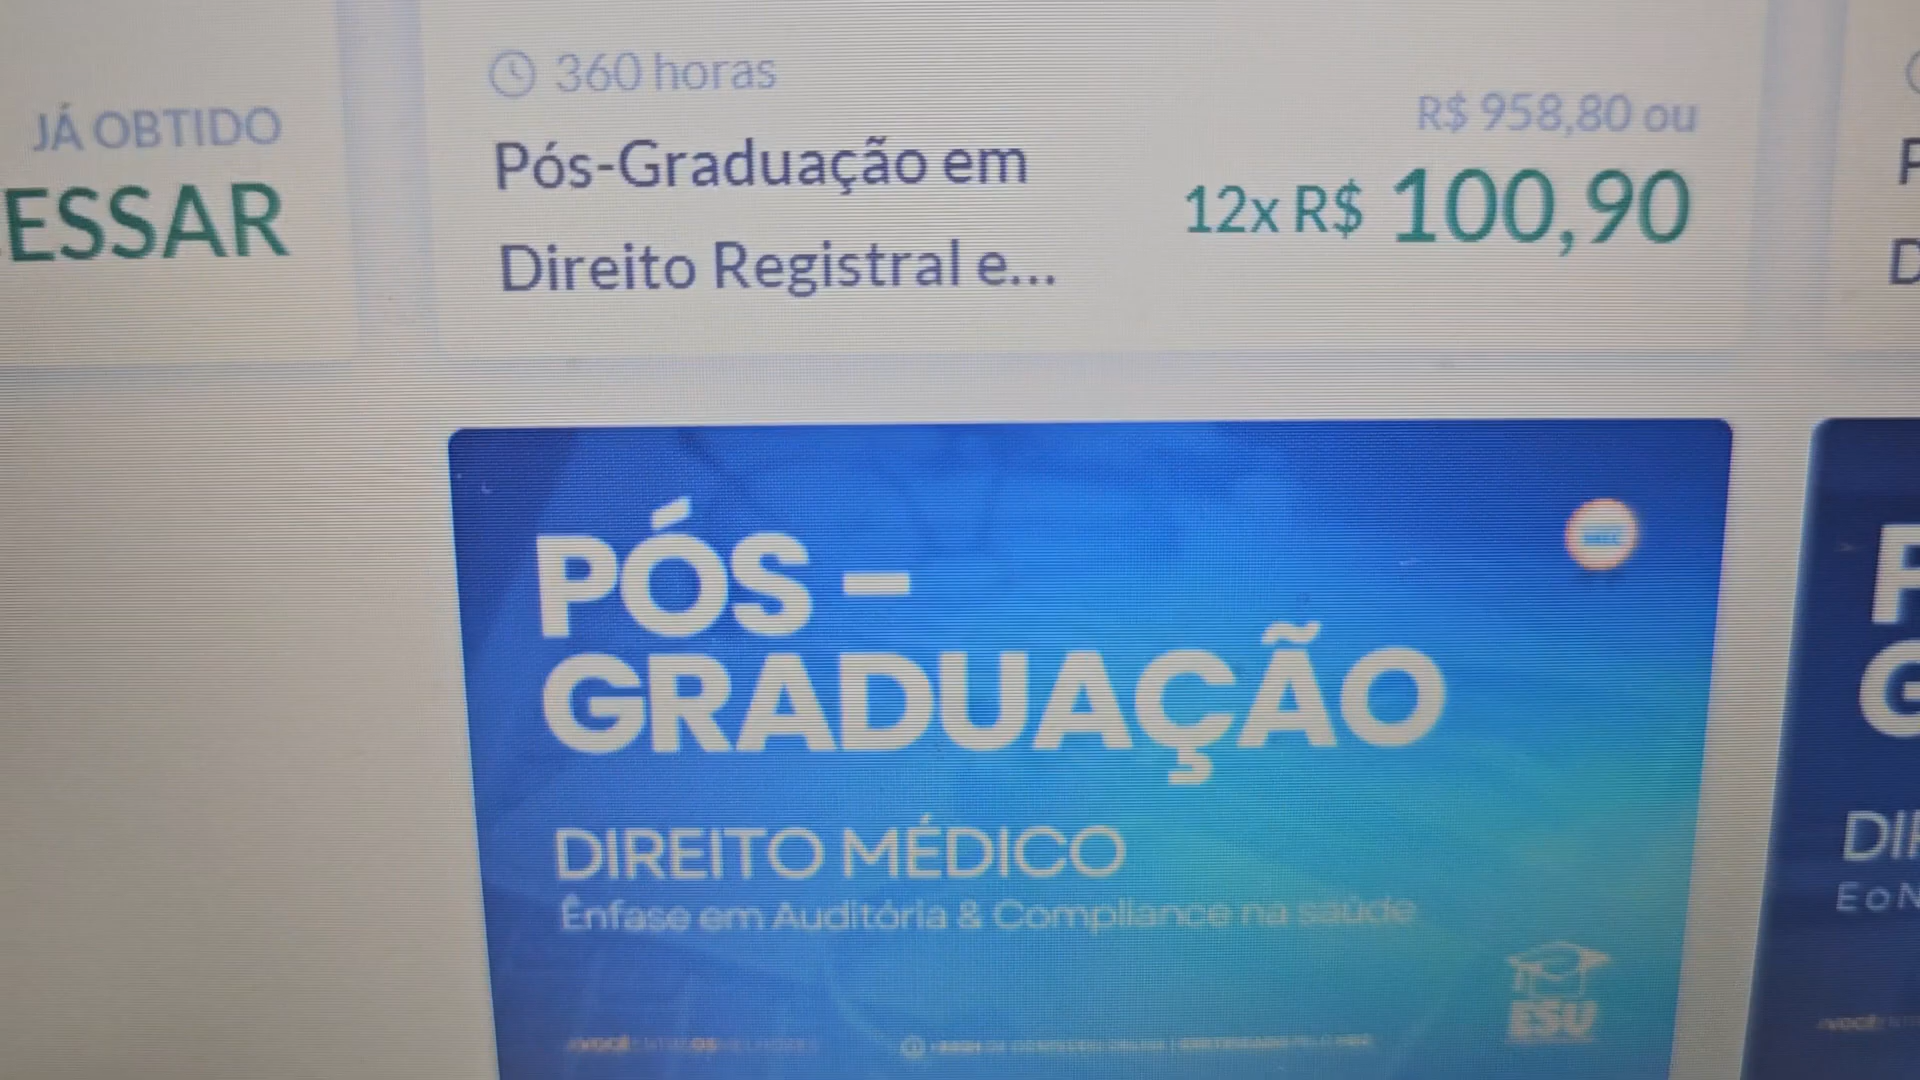 JÁ OBTIDO
ESSAR
360 horas
Pós-Graduação em
Direito Registral e...
R$ 958,80 ou
12x R$ 100,90
PÓS -
GRADUAÇÃO
DIREITO MÉDICO
Ênfase em Auditória & Compliance na saúde
ESU
P
D
P
G
DI
E o N